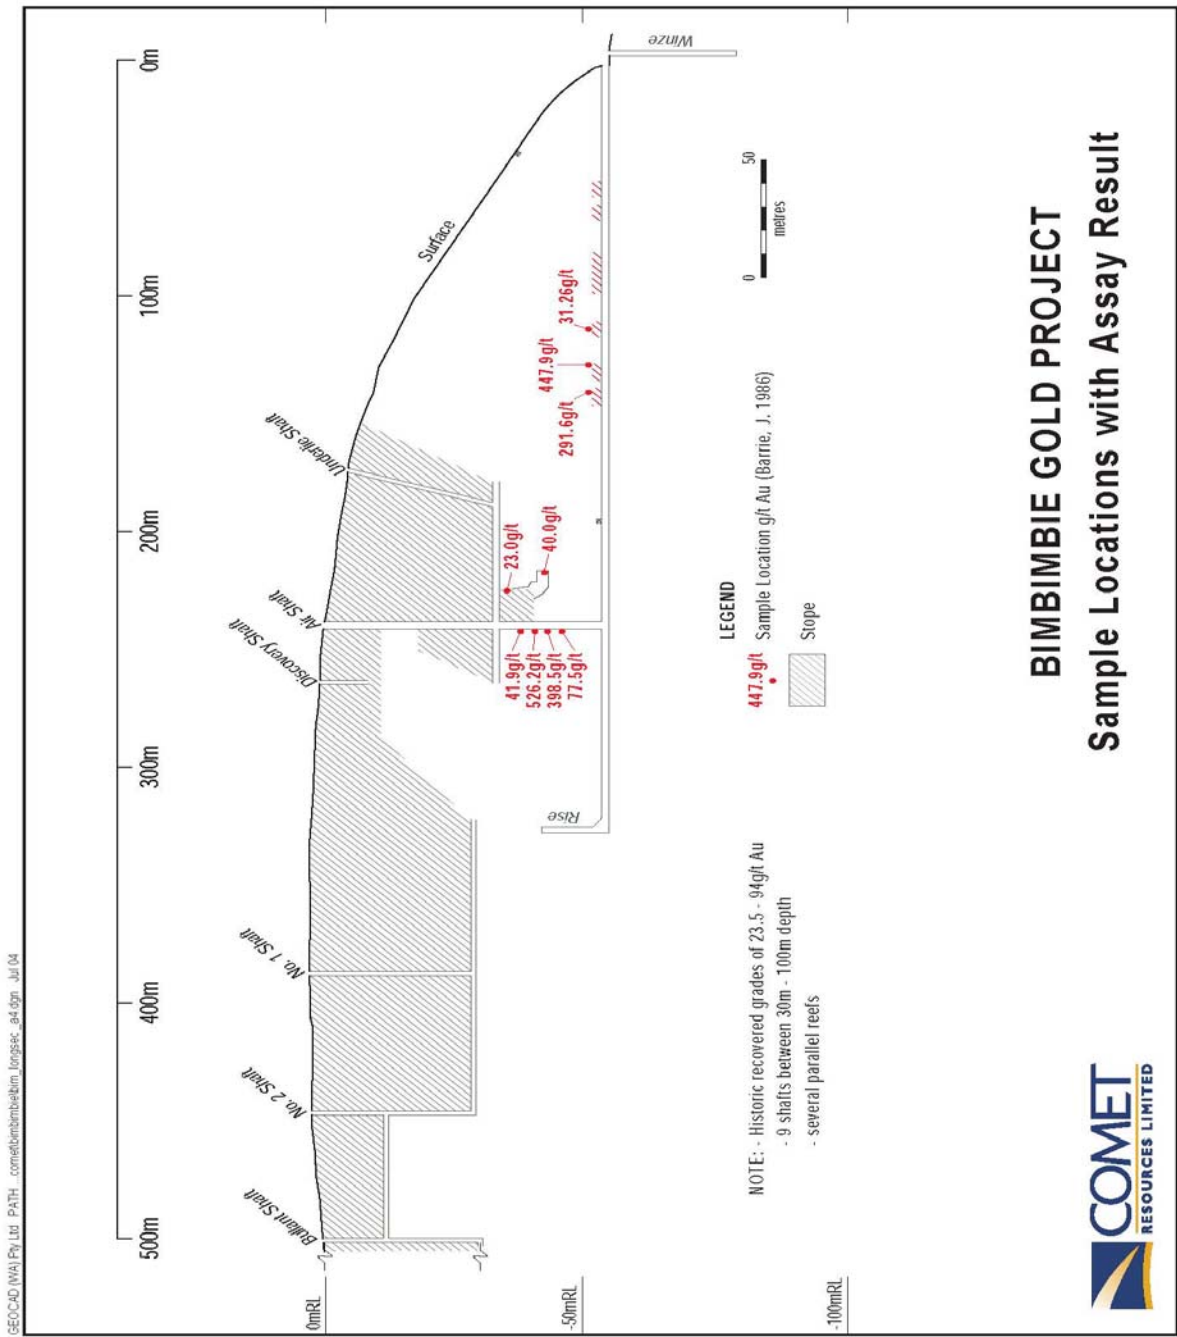 GEOCAD (WA) Pty Ltd PATH ...comet\bimbimbie\bim_longsec_a4.dgn Jul 04
500m
400m
300m
200m
100m
0m
Bullant Shaft
No. 2 Shaft
No. 1 Shaft
Discovery Shaft
Air Shaft
Underlie Shaft
Surface
0mRL
-50mRL
-100mRL
Rise
Winze
41.9g/t
526.2g/t
398.5g/t
77.5g/t
23.0g/t
40.0g/t
291.6g/t
447.9g/t
31.26g/t
NOTE: - Historic recovered grades of 23.5 - 94g/t Au
- 9 shafts between 30m - 100m depth
- several parallel reefs
LEGEND
447.9g/t
Sample Location g/t Au (Barrie, J. 1986)
Stope
0
50
metres
BIMBIMBIE GOLD PROJECT
Sample Locations with Assay Result
COMET
RESOURCES LIMITED